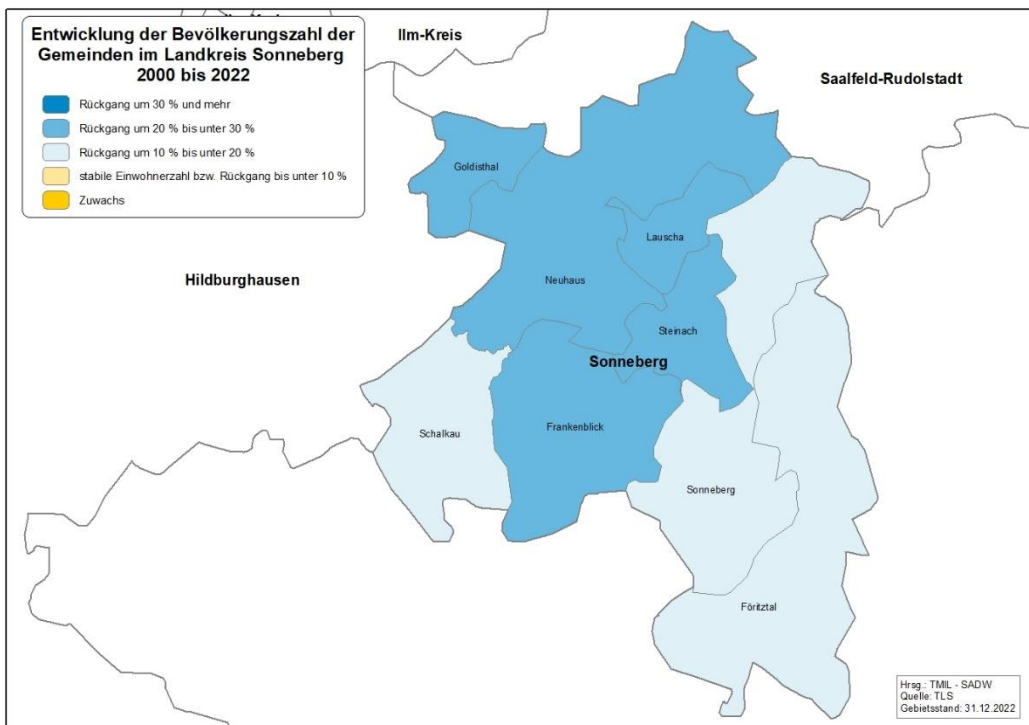 Entwicklung der Bevölkerungszahl der
Gemeinden im Landkreis Sonneberg
2000 bis 2022
Rückgang um 30 % und mehr
Rückgang um 20 % bis unter 30 %
Rückgang um 10 % bis unter 20 %
stabile Einwohnerzahl bzw. Rückgang bis unter 10 %
Zuwachs
Ilm-Kreis
Saalfeld-Rudolstadt
Goldisthal
Lauscha
Hildburghausen
Neuhaus
Steinach
Sonneberg
Schalkau
Frankenblick
Sonneberg
Föritztal
Hrsg.: TMIL - SADW
Quelle: TLS
Gebietsstand: 31.12.2022